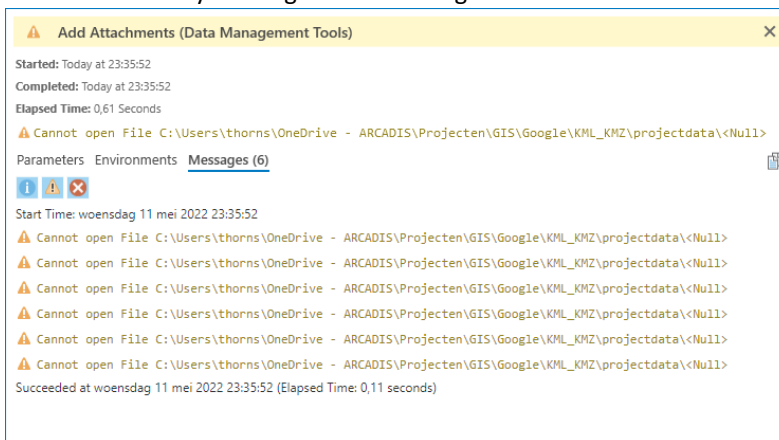 Add Attachments (Data Management Tools)
Started: Today at 23:35:52
Completed: Today at 23:35:52
Elapsed Time: 0,61 Seconds
Cannot open File C:\Users\thorns\OneDrive - ARCADIS\Projecten\GIS\Google\KML_KMZ\projectdata\<Null>
Parameters Environments Messages (6)
Start Time: woensdag 11 mei 2022 23:35:52
Cannot open File C:\Users\thorns\OneDrive - ARCADIS\Projecten\GIS\Google\KML_KMZ\projectdata\<Null>
Cannot open File C:\Users\thorns\OneDrive - ARCADIS\Projecten\GIS\Google\KML_KMZ\projectdata\<Null>
Cannot open File C:\Users\thorns\OneDrive - ARCADIS\Projecten\GIS\Google\KML_KMZ\projectdata\<Null>
Cannot open File C:\Users\thorns\OneDrive - ARCADIS\Projecten\GIS\Google\KML_KMZ\projectdata\<Null>
Cannot open File C:\Users\thorns\OneDrive - ARCADIS\Projecten\GIS\Google\KML_KMZ\projectdata\<Null>
Cannot open File C:\Users\thorns\OneDrive - ARCADIS\Projecten\GIS\Google\KML_KMZ\projectdata\<Null>
Succeeded at woensdag 11 mei 2022 23:35:52 (Elapsed Time: 0,11 seconds)